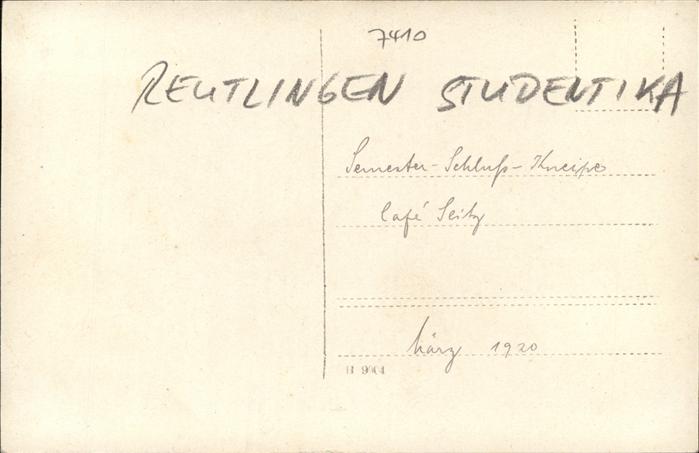 7410
REUTLINGEN STUDENTIKA
Semester-Schluß-Kneipe
Café Seitz
März 1920